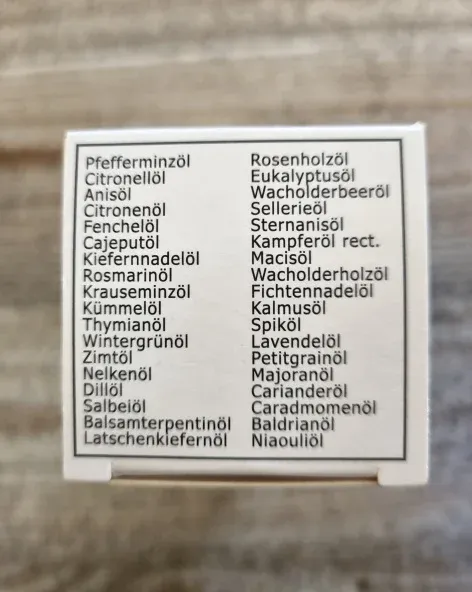 Pfefferminzöl
Citronellöl
Anisöl
Citronenöl
Fenchelöl
Cajeputöl
Kiefernnadelöl
Rosmarinöl
Krauseminzöl
Kümmelöl
Thymianöl
Wintergrünöl
Zimtöl
Nelkenöl
Dillöl
Salbeiöl
Balsamterpentinöl
Latschenkiefernöl
Rosenholzöl
Eukalyptusöl
Wacholderbeeröl
Sellerieöl
Sternanisöl
Kampferöl rect.
Macisöl
Wacholderholzöl
Fichtennadelöl
Kalmusöl
Spiköl
Lavendelöl
Petitgrainöl
Majoranöl
Carianderöl
Caradmomenöl
Baldrianöl
Niaouliöl